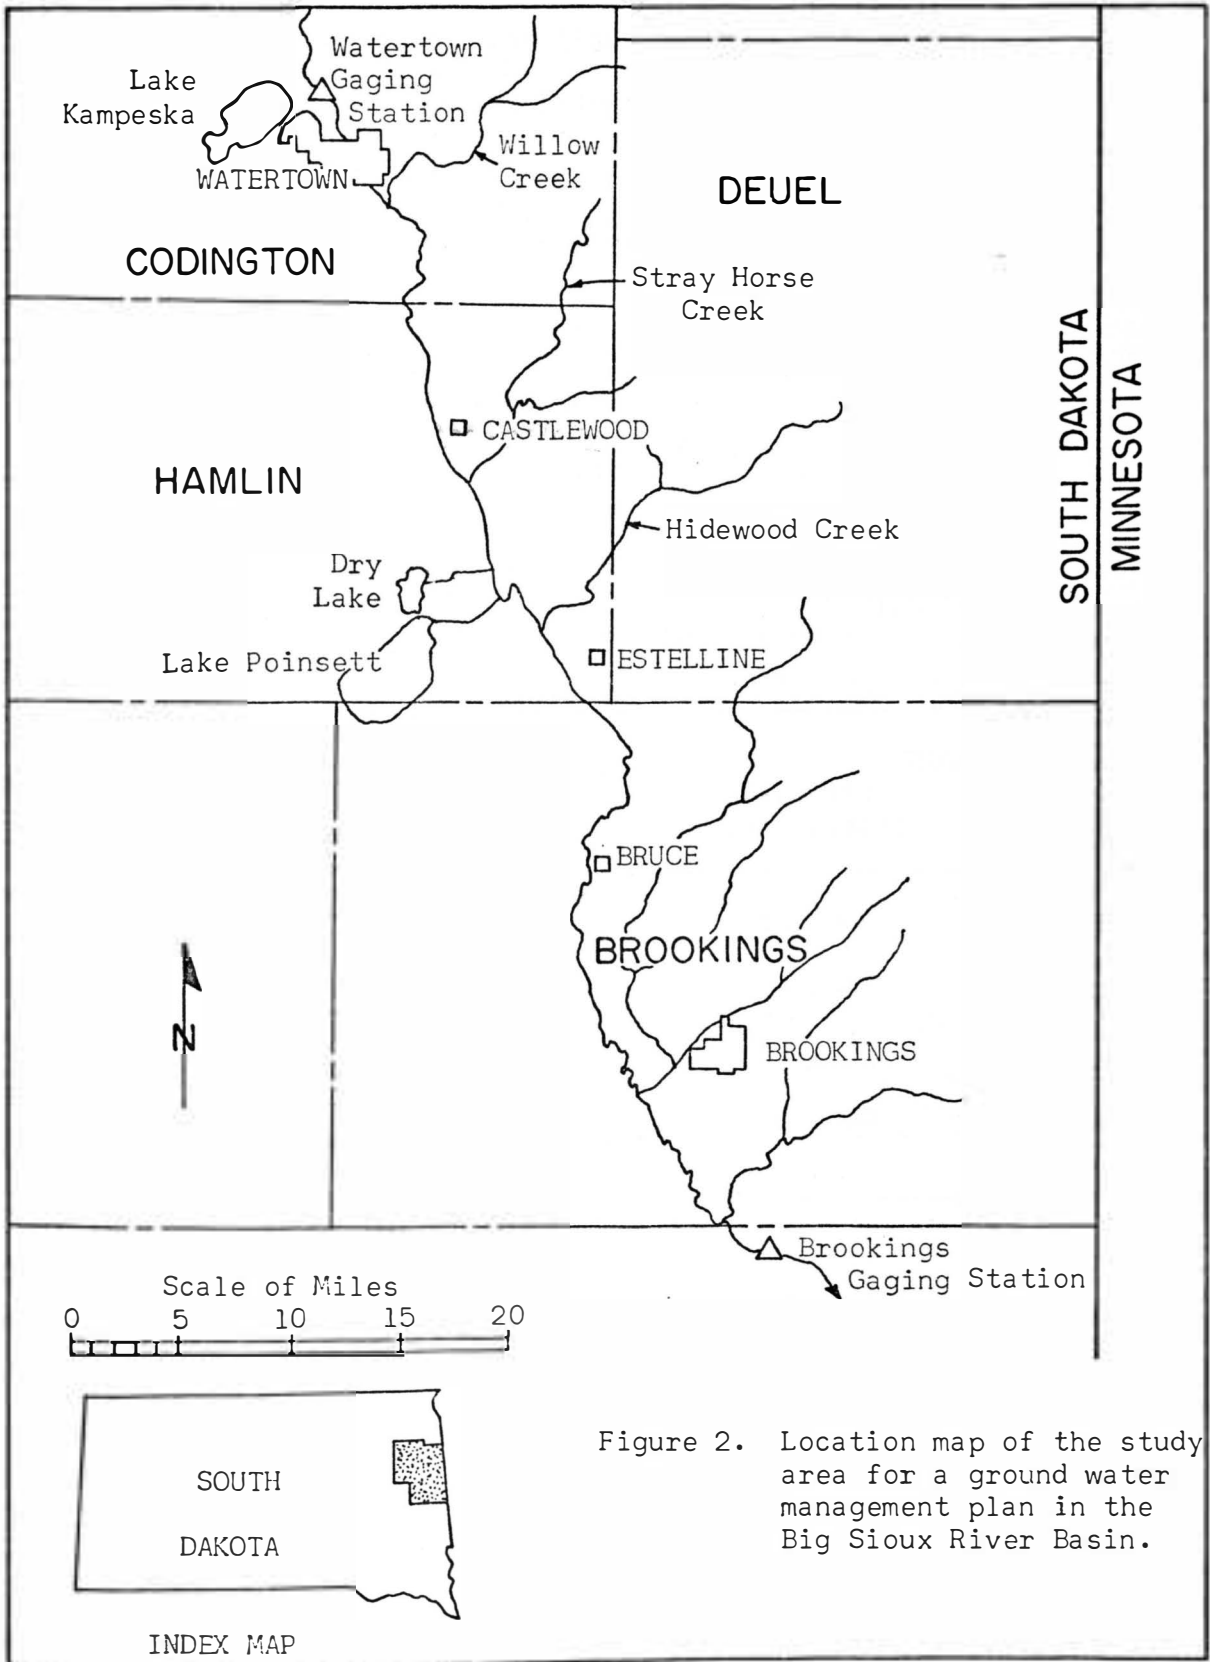 Watertown
Gaging
Station
Lake
Kampeska
Willow
Creek
WATERTOWN
DEUEL
CODINGTON
Stray Horse
Creek
SOUTH DAKOTA
MINNESOTA
CASTLEWOOD
HAMLIN
Hidewood Creek
Dry
Lake
Lake Poinsett
ESTELLINE
BRUCE
BROOKINGS
N
BROOKINGS
Brookings
Gaging Station
Scale of Miles
0 5 10 15 20
SOUTH
DAKOTA
INDEX MAP
Figure 2. Location map of the study
area for a ground water
management plan in the
Big Sioux River Basin.